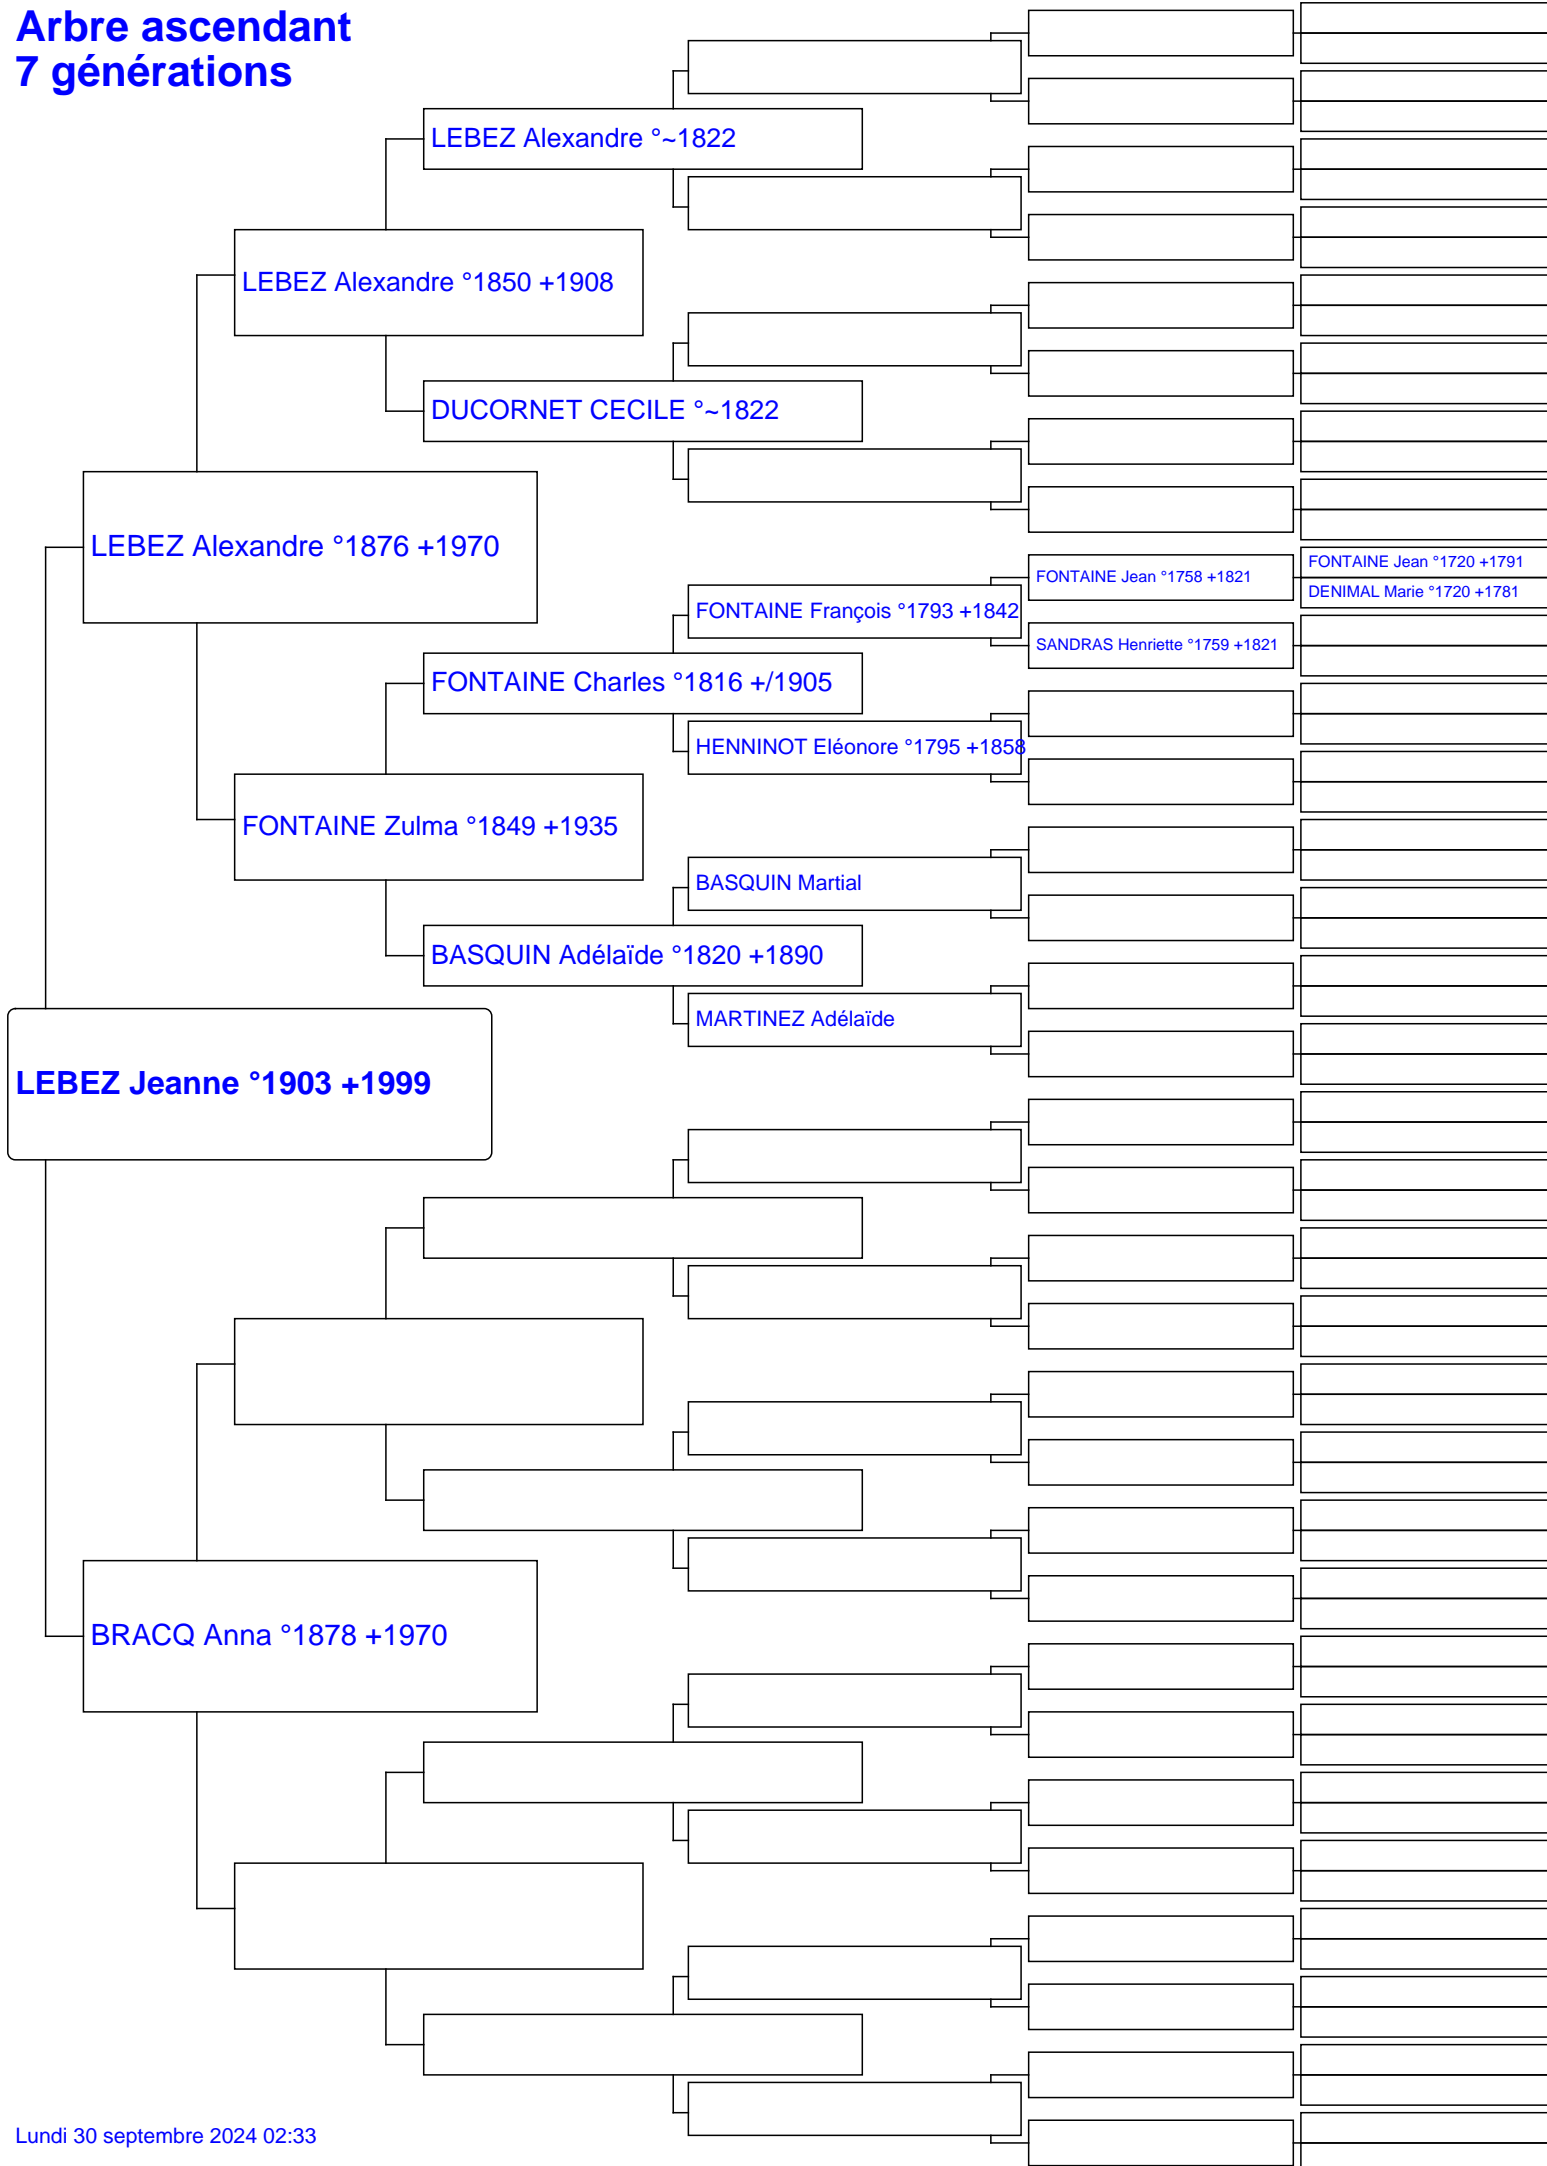 Arbre ascendant
7 générations
LEBEZ Alexandre °~1822
LEBEZ Alexandre °1850 +1908
DUCORNET CECILE °~1822
LEBEZ Alexandre °1876 +1970
FONTAINE Jean °1720 +1791
FONTAINE Jean °1758 +1821
DENIMAL Marie °1720 +1781
FONTAINE François °1793 +1842
SANDRAS Henriette °1759 +1821
FONTAINE Charles °1816 +/1905
HENNINOT Eléonore °1795 +1858
FONTAINE Zulma °1849 +1935
BASQUIN Martial
BASQUIN Adélaïde °1820 +1890
MARTINEZ Adélaïde
LEBEZ Jeanne °1903 +1999
BRACQ Anna °1878 +1970
Lundi 30 septembre 2024 02:33